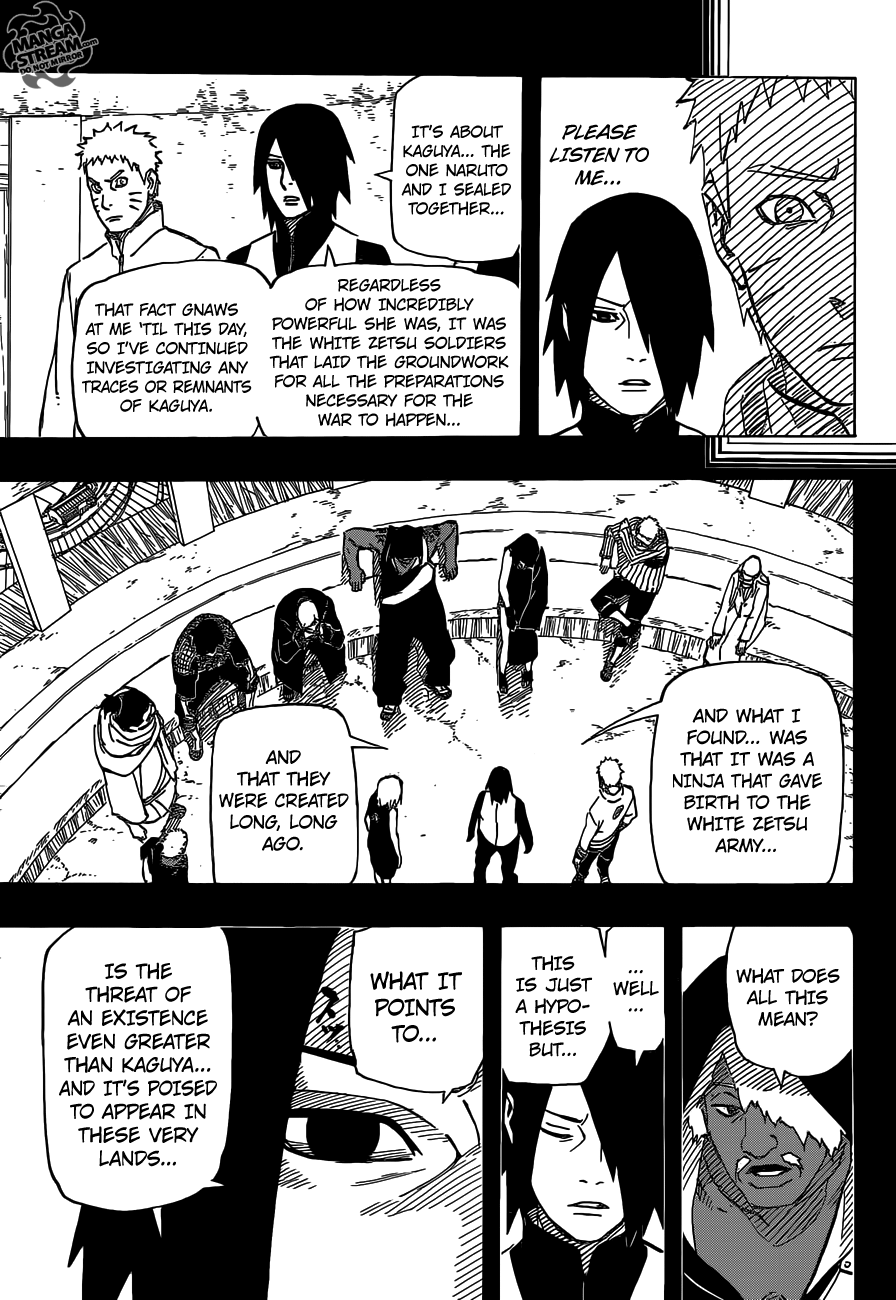 MANGA
STREAM.com
DO NOT MIRROR!
PLEASE
LISTEN TO
ME...
IT'S ABOUT
KAGUYA... THE
ONE NARUTO
AND I SEALED
TOGETHER...
REGARDLESS
OF HOW INCREDIBLY
POWERFUL SHE WAS, IT WAS
THE WHITE ZETSU SOLDIERS
THAT LAID THE GROUNDWORK
FOR ALL THE PREPARATIONS
NECESSARY FOR THE
WAR TO HAPPEN...
THAT FACT GNAWS
AT ME 'TIL THIS DAY,
SO I'VE CONTINUED
INVESTIGATING ANY
TRACES OR REMNANTS
OF KAGUYA.
AND WHAT I
FOUND... WAS
THAT IT WAS A
NINJA THAT GAVE
BIRTH TO THE
WHITE ZETSU
ARMY...
AND
THAT THEY
WERE CREATED
LONG, LONG
AGO.
WHAT DOES
ALL THIS
MEAN?
...
WELL
...
THIS
IS JUST
A HYPO-
THESIS
BUT...
WHAT IT
POINTS
TO...
スッ
IS THE
THREAT OF
AN EXISTENCE
EVEN GREATER
THAN KAGUYA...
AND IT'S POISED
TO APPEAR IN
THESE VERY
LANDS...